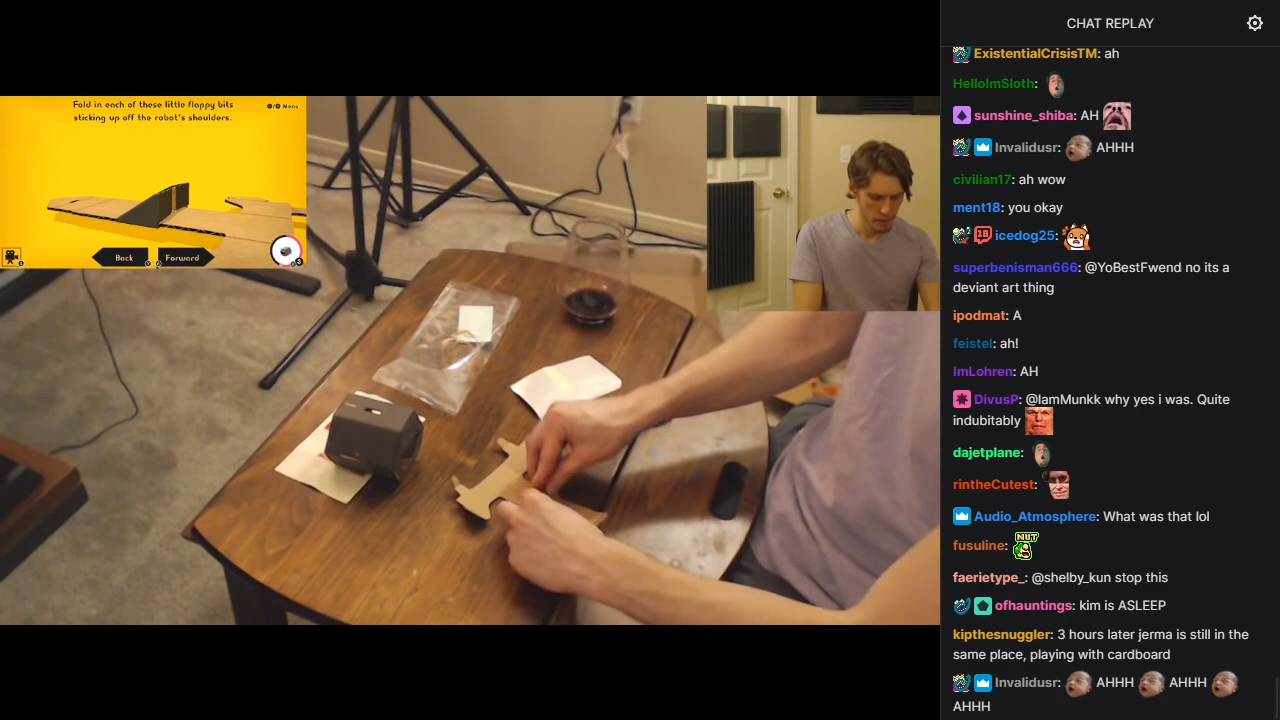 Fold in each of these little flappy bits
sticking up off the robot's shoulders.
Menu
Back
Forward
CHAT REPLAY
ExistentialCrisisTM: ah
HelloImSloth:
sunshine_shiba: AH
Invalidusr: AHHH
civilian17: ah wow
ment18: you okay
icedog25:
superbenisman666: @YoBestFwend no its a
deviant art thing
ipodmat: A
feistel: ah!
ImLohren: AH
DivusP: @IamMunkk why yes i was. Quite
indubitably
dajetplane:
rintheCutest:
Audio_Atmosphere: What was that lol
fusuline: NUT
faerietype_: @shelby_kun stop this
ofhauntings: kim is ASLEEP
kipthesnuggler: 3 hours later jerma is still in the
same place, playing with cardboard
Invalidusr: AHHH AHHH
AHHH